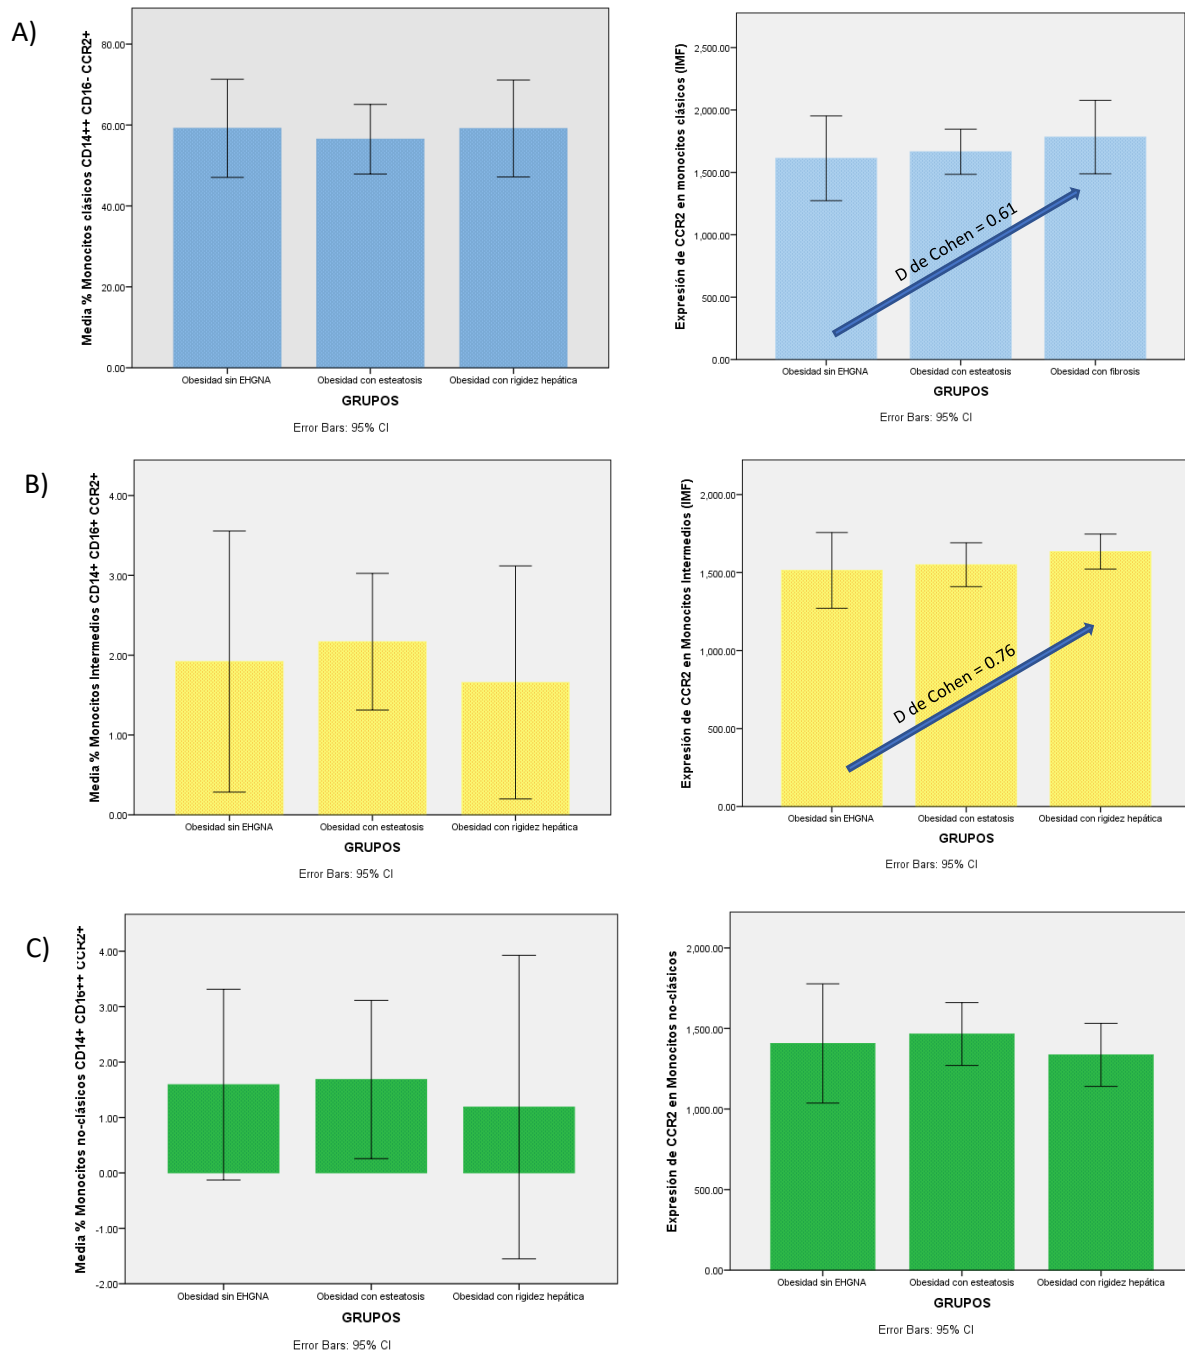 A)
Media % Monocitos clásicos CD14++ CD16- CCR2+
80.00
60.00
40.00
20.00
0.00
Obesidad sin EHGNA
Obesidad con esteatosis
Obesidad con rigidez hepática
GRUPOS
Error Bars: 95% CI
Expresión de CCR2 en monocitos clásicos (IMF)
2,500.00
2,000.00
1,500.00
1,000.00
500.00
0.00
D de Cohen = 0.61
Obesidad sin EHGNA
Obesidad con esteatosis
Obesidad con fibrosis
GRUPOS
Error Bars: 95% CI
B)
Media % Monocitos Intermedios CD14+ CD16+ CCR2+
4.00
3.00
2.00
1.00
0.00
Obesidad sin EHGNA
Obesidad con esteatosis
Obesidad con rigidez hepática
GRUPOS
Error Bars: 95% CI
Expresión de CCR2 en Monocitos Intermedios (IMF)
2,000.00
1,500.00
1,000.00
500.00
0.00
D de Cohen = 0.76
Obesidad sin EHGNA
Obesidad con estatosis
Obesidad con rigidez hepática
GRUPOS
Error Bars: 95% CI
C)
Media % Monocitos no-clásicos CD14+ CD16++ CCR2+
4.00
3.00
2.00
1.00
0.00
-1.00
-2.00
Obesidad sin EHGNA
Obesidad con esteatosis
Obesidad con rigidez hepática
GRUPOS
Error Bars: 95% CI
Expresión de CCR2 en Monocitos no-clásicos
2,000.00
1,500.00
1,000.00
500.00
0.00
Obesidad sin EHGNA
Obesidad con esteatosis
Obesidad con rigidez hepática
GRUPOS
Error Bars: 95% CI